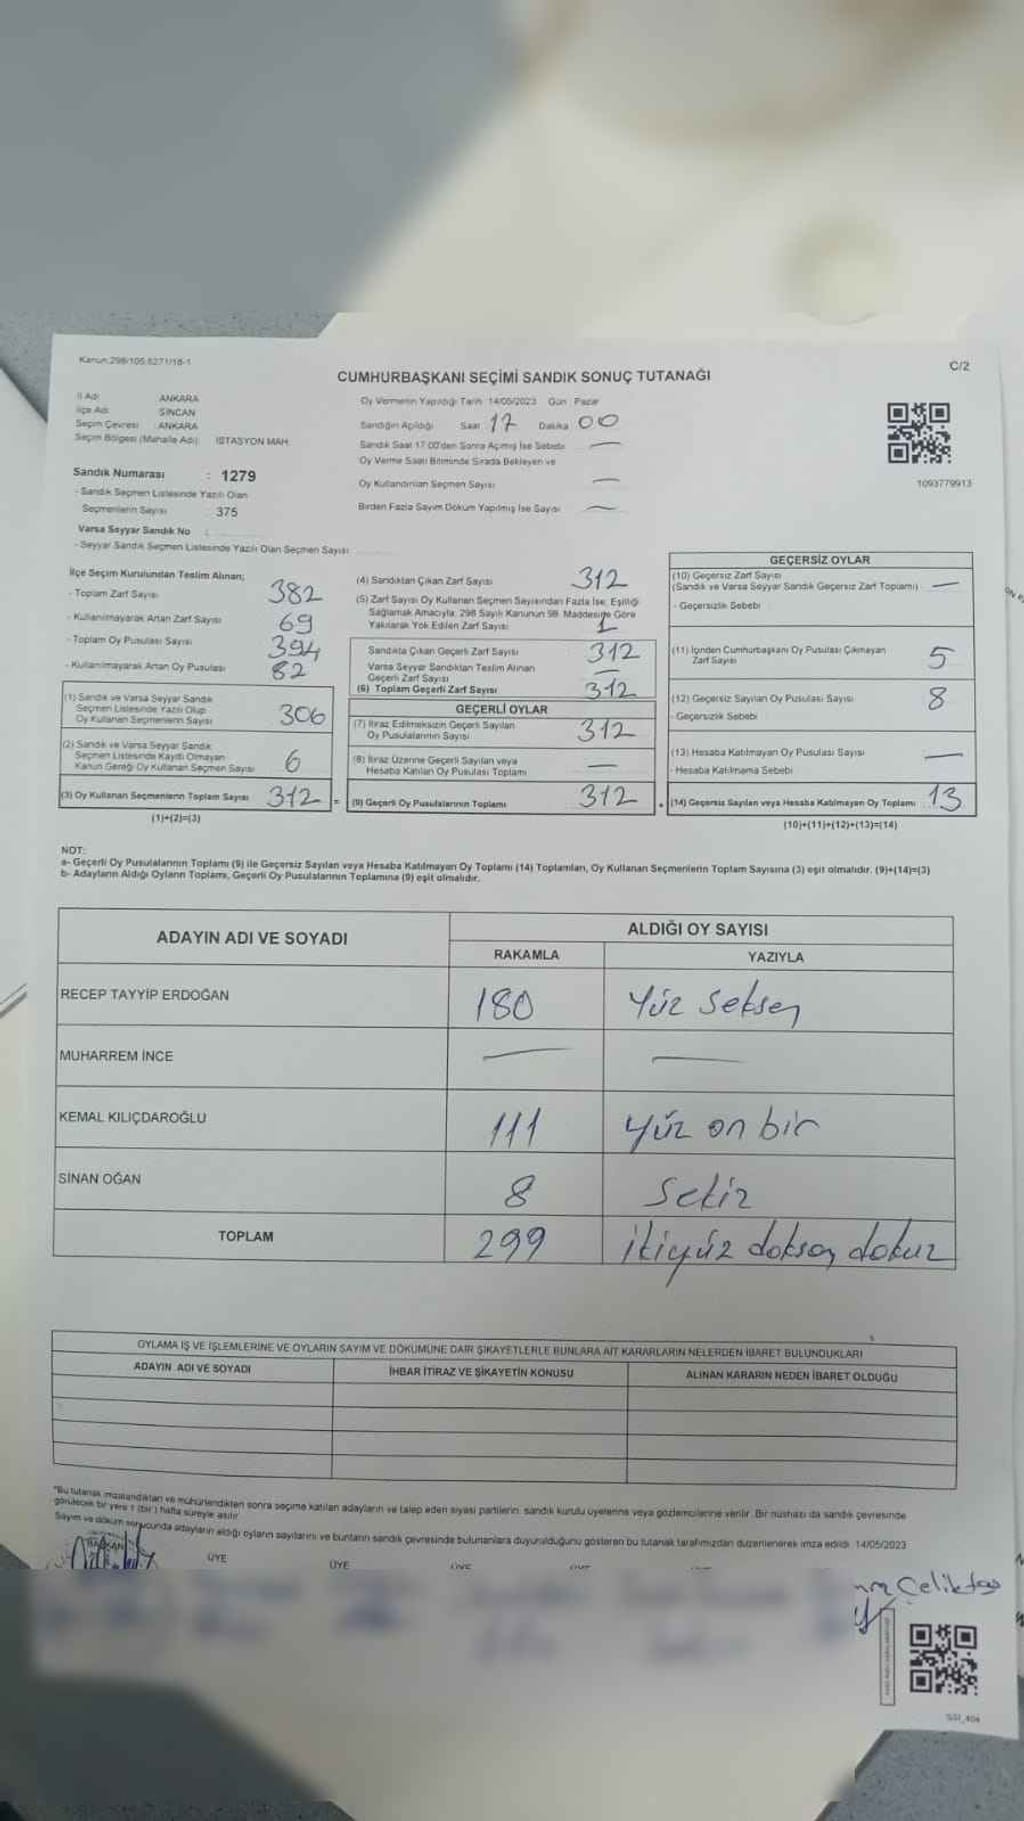 Kanun:298/105,6271/18-1
C/2
CUMHURBAŞKANI SEÇİMİ SANDIK SONUÇ TUTANAĞI
İl Adı ANKARA
İlçe Adı SİNCAN
Seçim Çevresi ANKARA
Seçim Bölgesi (Mahalle Adı) İSTASYON MAH.
Sandık Numarası : 1279
- Sandık Seçmen Listesinde Yazılı Olan
Seçmenlerin Sayısı 375
Varsa Seyyar Sandık No :
- Seyyar Sandık Seçmen Listesinde Yazılı Olan Seçmen Sayısı
Oy Vermenin Yapıldığı Tarih: 14/05/2023 Gün : Pazar
Sandığın Açıldığı Saat 17 Dakika 00
Sandık Saat 17:00'den Sonra Açılmış İse Sebebi —
Oy Verme Saati Bitiminde Sırada Bekleyen ve
Oy Kullandırılan Seçmen Sayısı —
Birden Fazla Sayım Döküm Yapılmış İse Sayısı —
1093779913
İlçe Seçim Kurulundan Teslim Alınan;
- Toplam Zarf Sayısı 382
- Kullanılmayarak Artan Zarf Sayısı 69
- Toplam Oy Pusulası Sayısı 394
- Kullanılmayarak Artan Oy Pusulası 82
(1) Sandık ve Varsa Seyyar Sandık
Seçmen Listesinde Yazılı Olup
Oy Kullanan Seçmenlerin Sayısı 306
(2) Sandık ve Varsa Seyyar Sandık
Seçmen Listesinde Kayıtlı Olmayan
Kanun Gereği Oy Kullanan Seçmen Sayısı 6
(3) Oy Kullanan Seçmenlerin Toplam Sayısı 312 =
(1)+(2)=(3)
(4) Sandıktan Çıkan Zarf Sayısı 312
(5) Zarf Sayısı Oy Kullanan Seçmen Sayısından Fazla İse, Eşitliği
Sağlamak Amacıyla; 298 Sayılı Kanunun 98. Maddesine Göre
Yakılarak Yok Edilen Zarf Sayısı
Sandıkta Çıkan Geçerli Zarf Sayısı 312
Varsa Seyyar Sandıktan Teslim Alınan
Geçerli Zarf Sayısı —
(6) Toplam Geçerli Zarf Sayısı 312
GEÇERLİ OYLAR
(7) İtiraz Edilmeksizin Geçerli Sayılan
Oy Pusulalarının Sayısı 312
(8) İtiraz Üzerine Geçerli Sayılan veya
Hesaba Katılan Oy Pusulası Toplamı —
(9) Geçerli Oy Pusulalarının Toplamı 312
GEÇERSİZ OYLAR
(10) Geçersiz Zarf Sayısı
(Sandık ve Varsa Seyyar Sandık Geçersiz Zarf Toplamı) —
- Geçersizlik Sebebi
(11) İçinden Cumhurbaşkanı Oy Pusulası Çıkmayan
Zarf Sayısı 5
(12) Geçersiz Sayılan Oy Pusulası Sayısı 8
- Geçersizlik Sebebi
(13) Hesaba Katılmayan Oy Pusulası Sayısı —
- Hesaba Katılmama Sebebi
(14) Geçersiz Sayılan veya Hesaba Katılmayan Oy Toplamı 13
(10)+(11)+(12)+(13)=(14)
NOT:
a- Geçerli Oy Pusulalarının Toplamı (9) ile Geçersiz Sayılan veya Hesaba Katılmayan Oy Toplamı (14) Toplamları, Oy Kullanan Seçmenlerin Toplam Sayısına (3) eşit olmalıdır. (9)+(14)=(3)
b- Adayların Aldığı Oyların Toplamı, Geçerli Oy Pusulalarının Toplamına (9) eşit olmalıdır.
ADAYIN ADI VE SOYADI ALDIĞI OY SAYISI
RAKAMLA YAZIYLA
RECEP TAYYİP ERDOĞAN 180 Yüz seksen
MUHARREM İNCE — —
KEMAL KILIÇDAROĞLU 111 Yüz on bir
SİNAN OĞAN 8 Sekiz
TOPLAM 299 ikiyüz doksan dokuz
OYLAMA İŞ VE İŞLEMLERİNE VE OYLARIN SAYIM VE DÖKÜMÜNE DAİR ŞİKAYETLERLE BUNLARA AİT KARARLARIN NELERDEN İBARET BULUNDUKLARI
ADAYIN ADI VE SOYADI İHBAR İTİRAZ VE ŞİKAYETİN KONUSU ALINAN KARARIN NEDEN İBARET OLDUĞU
"Bu tutanak imzalandıktan ve mühürlendikten sonra seçime katılan adayların ve talep eden siyasi partilerin, sandık kurulu üyelerine veya gözlemcilerine verilir. Bir nüshası da sandık çevresinde
görülecek bir yere 1 (bir) hafta süreyle asılır.
Sayım ve döküm sonucunda adayların aldığı oyların sayılarını ve bunların sandık çevresinde bulunanlara duyurulduğunu gösteren bu tutanak tarafımızdan düzenlenerek imza edildi. 14/05/2023
BAŞKAN ÜYE ÜYE ÜYE
Çeliktaş